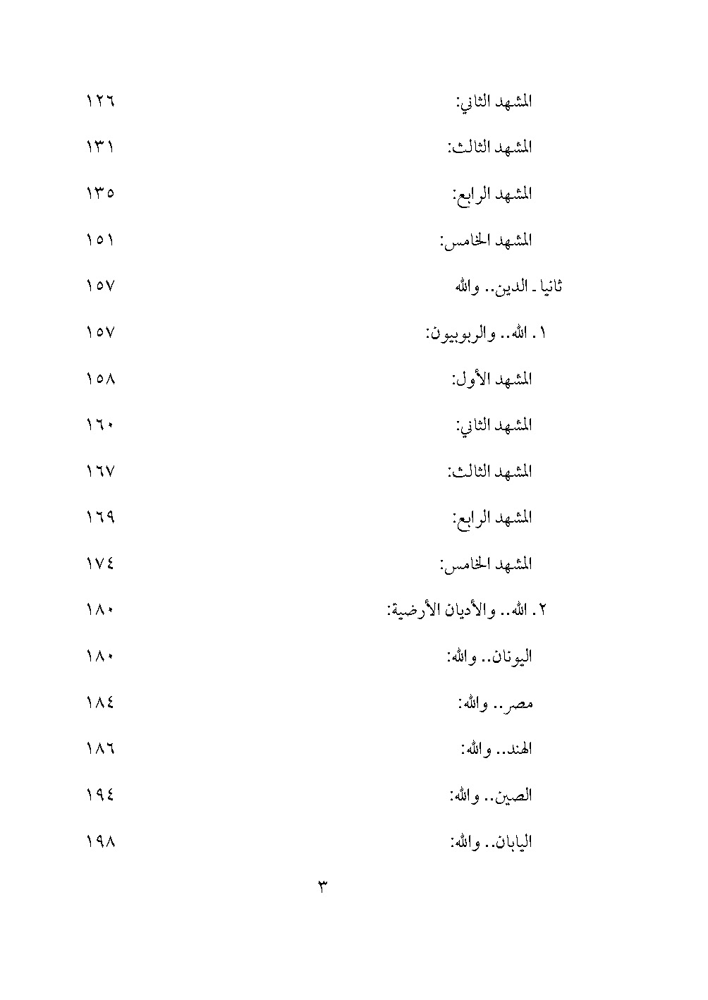 المشهد الثاني: ١٢٦
المشهد الثالث: ١٣١
المشهد الرابع: ١٣٥
المشهد الخامس: ١٥١
ثانيا ـ الدين.. والله ١٥٧
١. الله.. والربوبيون: ١٥٧
المشهد الأول: ١٥٨
المشهد الثاني: ١٦٠
المشهد الثالث: ١٦٧
المشهد الرابع: ١٦٩
المشهد الخامس: ١٧٤
٢. الله.. والأديان الأرضية: ١٨٠
اليونان.. والله: ١٨٠
مصر.. والله: ١٨٤
الهند.. والله: ١٨٦
الصين.. والله: ١٩٤
اليابان.. والله: ١٩٨
٣